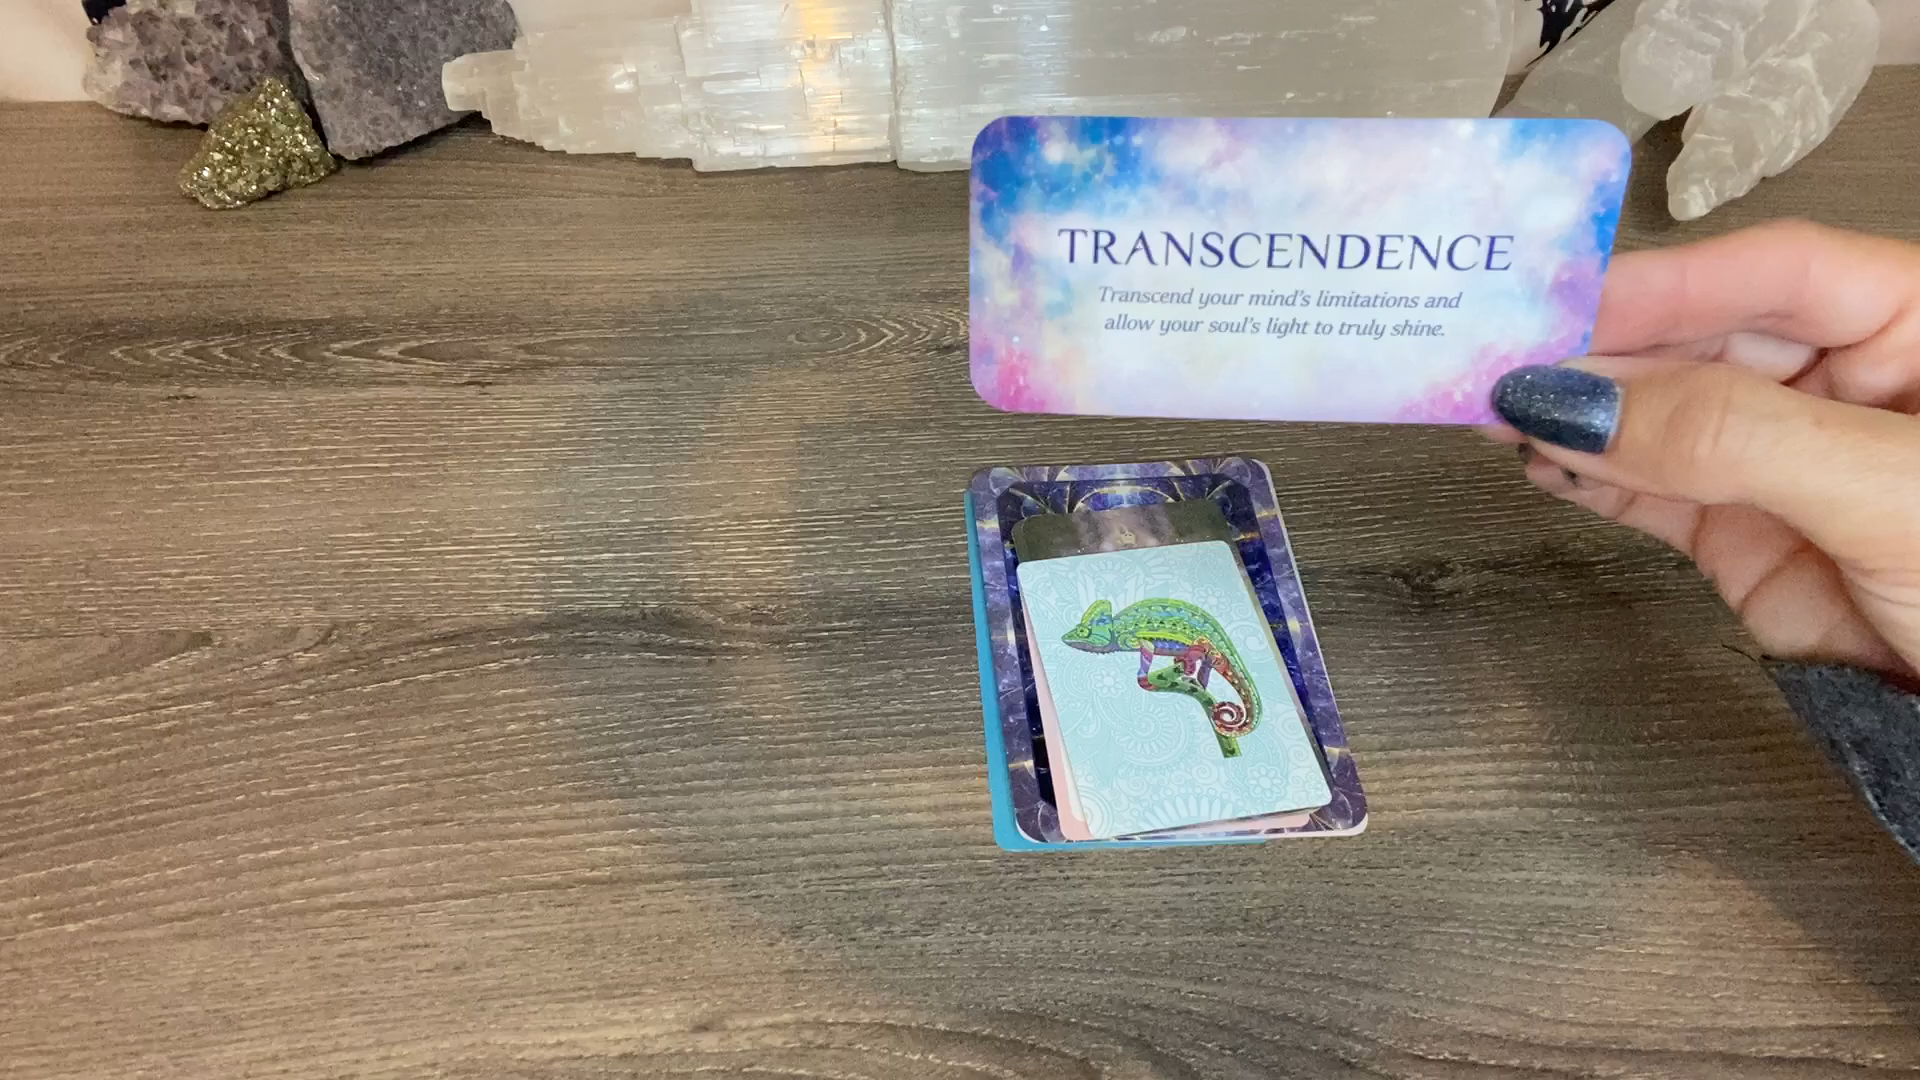 TRANSCENDENCE
Transcend your mind's limitations and
allow your soul's light to truly shine.